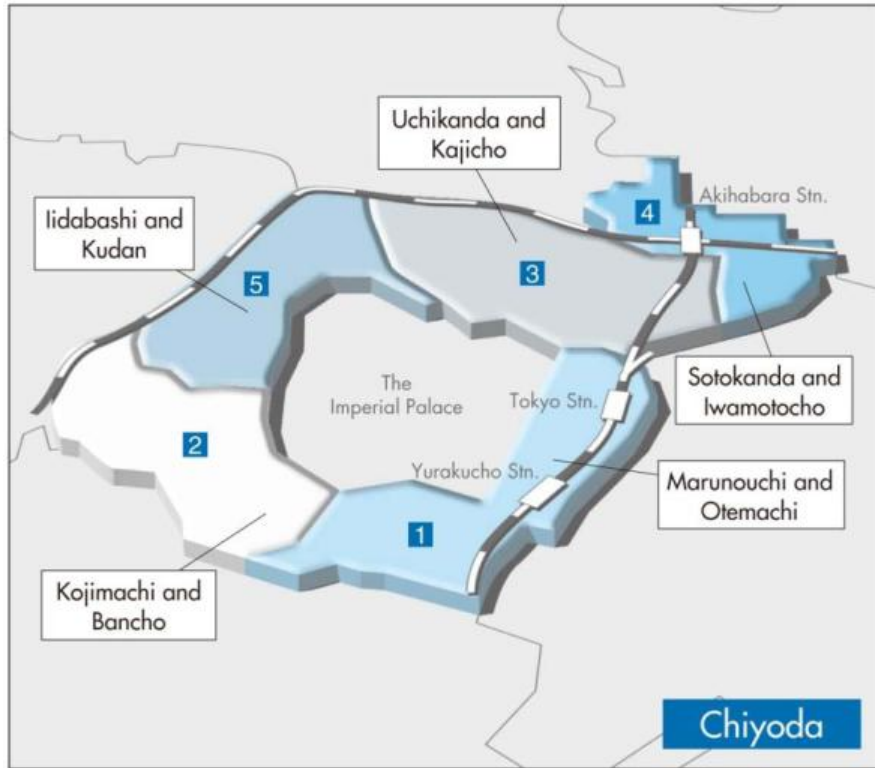 Uchikanda and
Kajicho
Akihabara Stn.
4
Iidabashi and
Kudan
5
3
The
Imperial Palace
Tokyo Stn.
Sotokanda and
Iwamotocho
2
Yurakucho Stn.
Marunouchi and
Otemachi
1
Kojimachi and
Bancho
Chiyoda